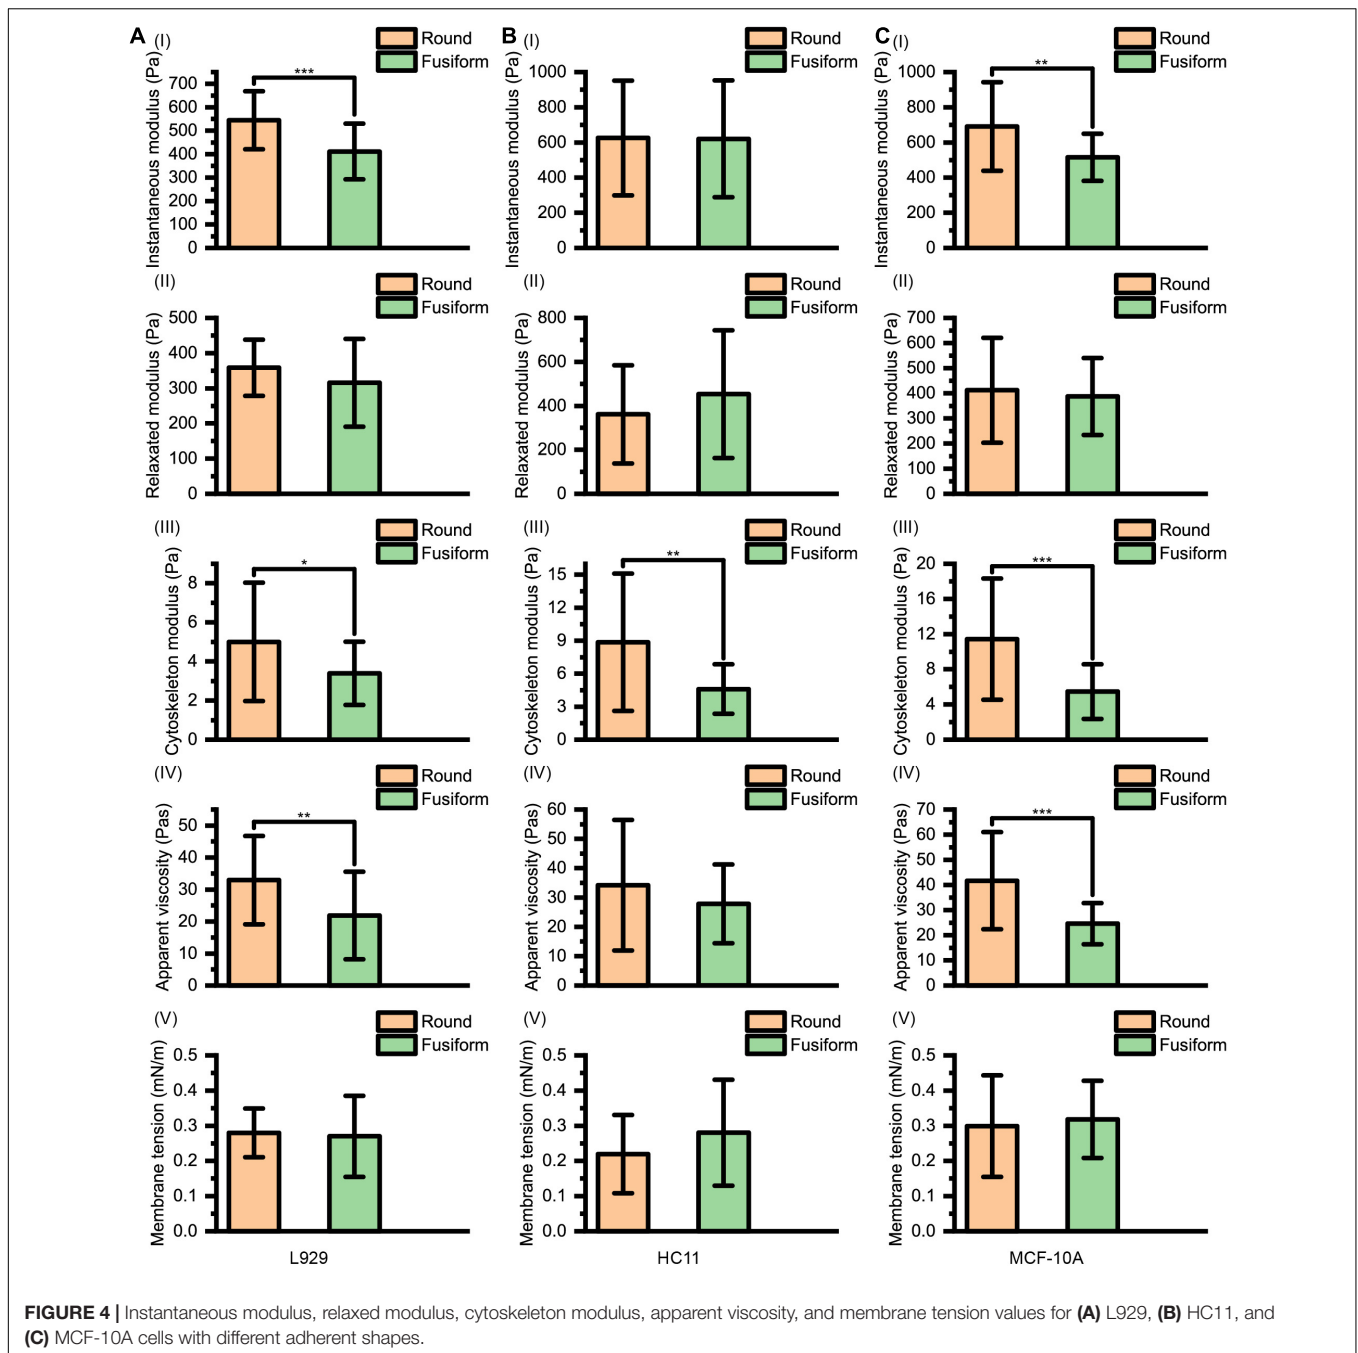 A (I)
Round
Fusiform
Instantaneous modulus (Pa)
700
600
500
400
300
200
100
0
***
B (I)
Round
Fusiform
Instantaneous modulus (Pa)
1000
800
600
400
200
0
C (I)
Round
Fusiform
Instantaneous modulus (Pa)
1000
800
600
400
200
0
**
(II)
Round
Fusiform
Relaxated modulus (Pa)
500
400
300
200
100
0
(II)
Round
Fusiform
Relaxated modulus (Pa)
800
600
400
200
0
(II)
Round
Fusiform
Relaxated modulus (Pa)
700
600
500
400
300
200
100
0
(III)
Round
Fusiform
Cytoskeleton modulus (Pa)
8
6
4
2
0
*
(III)
Round
Fusiform
Cytoskeleton modulus (Pa)
15
12
9
6
3
0
**
(III)
Round
Fusiform
Cytoskeleton modulus (Pa)
20
16
12
8
4
0
***
(IV)
Round
Fusiform
Apparent viscosity (Pas)
50
40
30
20
10
0
**
(IV)
Round
Fusiform
Apparent viscosity (Pas)
60
50
40
30
20
10
0
(IV)
Round
Fusiform
Apparent viscosity (Pas)
70
60
50
40
30
20
10
0
***
(V)
Round
Fusiform
Membrane tension (mN/m)
0.5
0.4
0.3
0.2
0.1
0.0
L929
(V)
Round
Fusiform
Membrane tension (mN/m)
0.5
0.4
0.3
0.2
0.1
0.0
HC11
(V)
Round
Fusiform
Membrane tension (mN/m)
0.5
0.4
0.3
0.2
0.1
0.0
MCF-10A
FIGURE 4 | Instantaneous modulus, relaxed modulus, cytoskeleton modulus, apparent viscosity, and membrane tension values for (A) L929, (B) HC11, and
(C) MCF-10A cells with different adherent shapes.